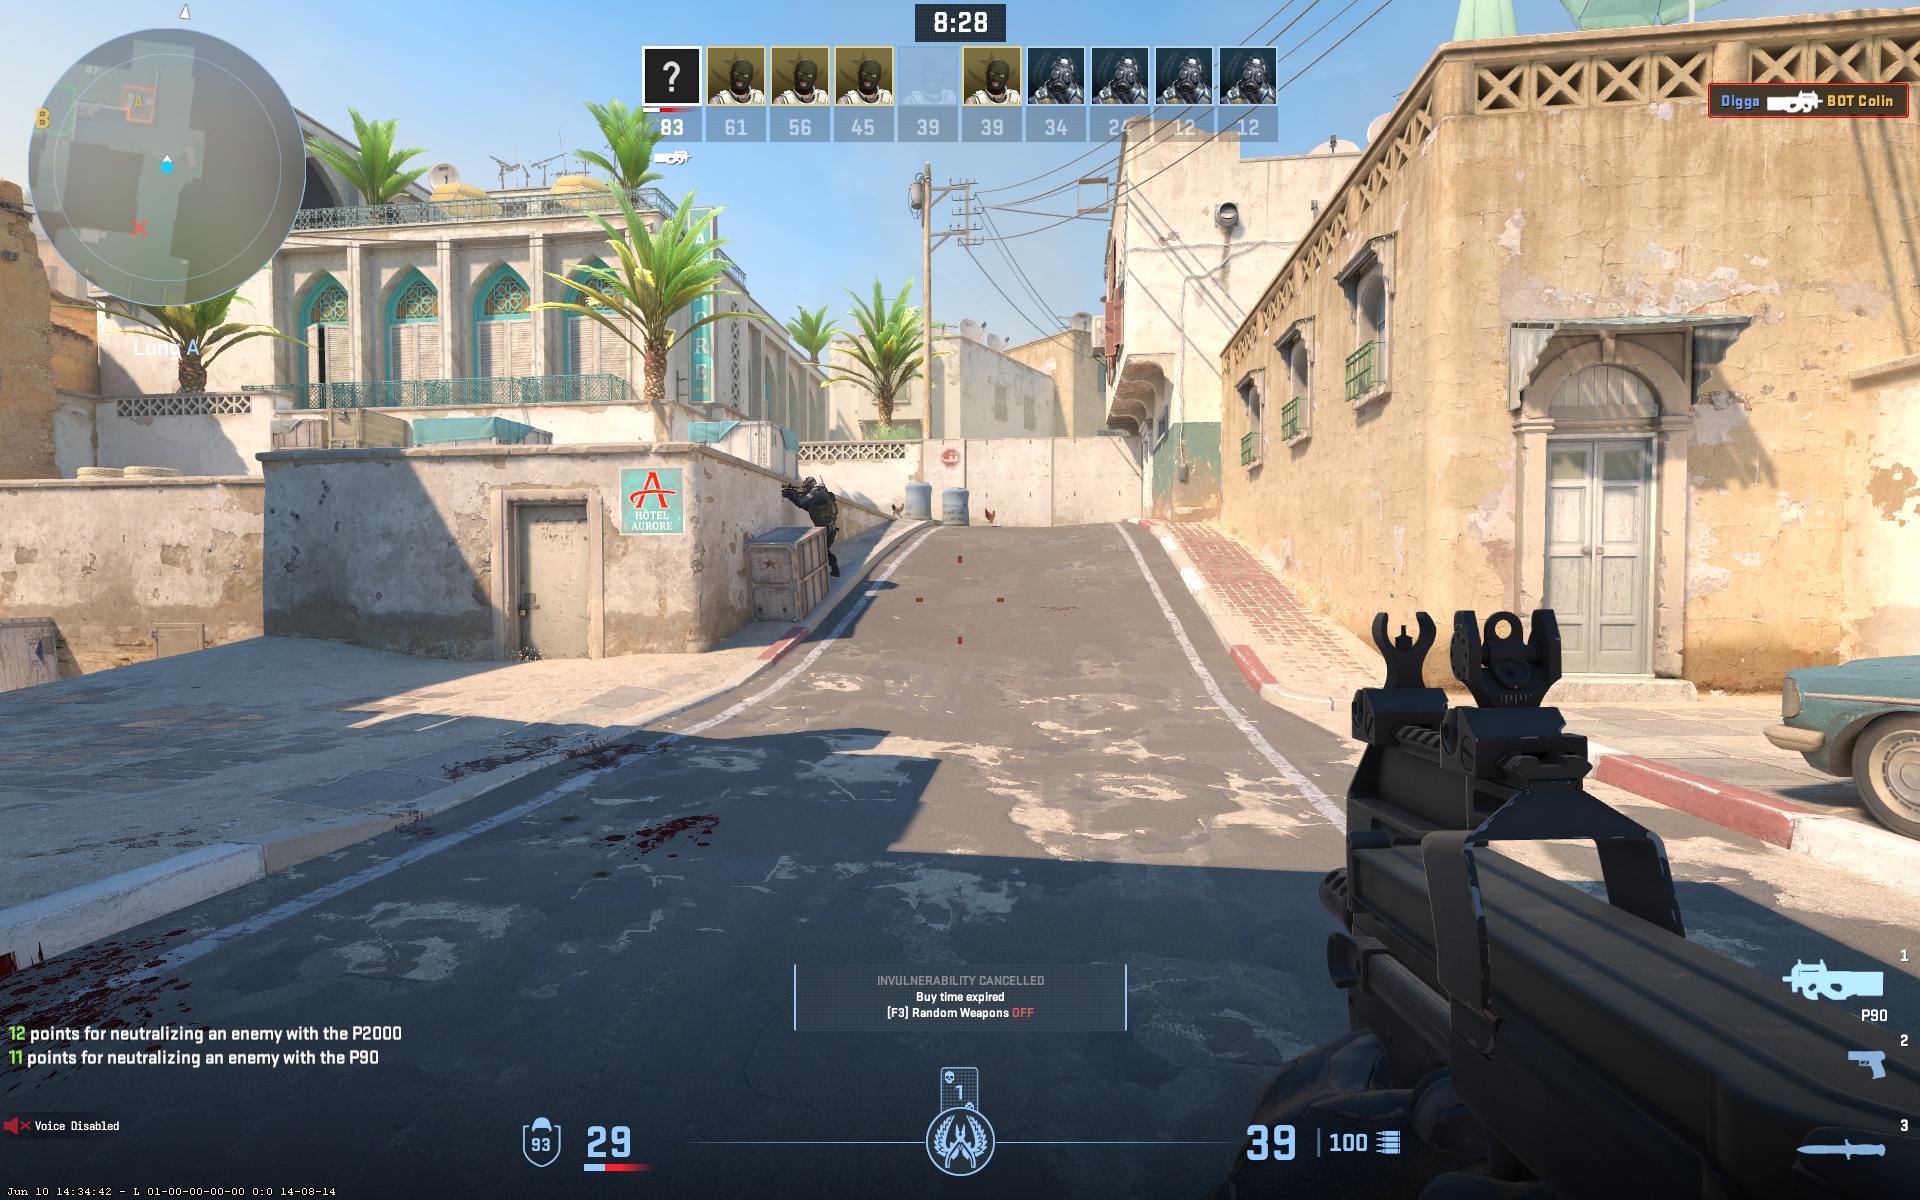 8:28
?
83 61 56 45 39 39 34 24 12 12
Digga BOT Colin
A
B
Long A
A
HÔTEL
AURORE
INVULNERABILITY CANCELLED
Buy time expired
[F3] Random Weapons OFF
12 points for neutralizing an enemy with the P2000
11 points for neutralizing an enemy with the P90
1
P90
2
3
Voice Disabled
93
29
1
39 | 100
Jun 10 14:34:42 - L 01-00-00-00-00 0:0 14-08-14